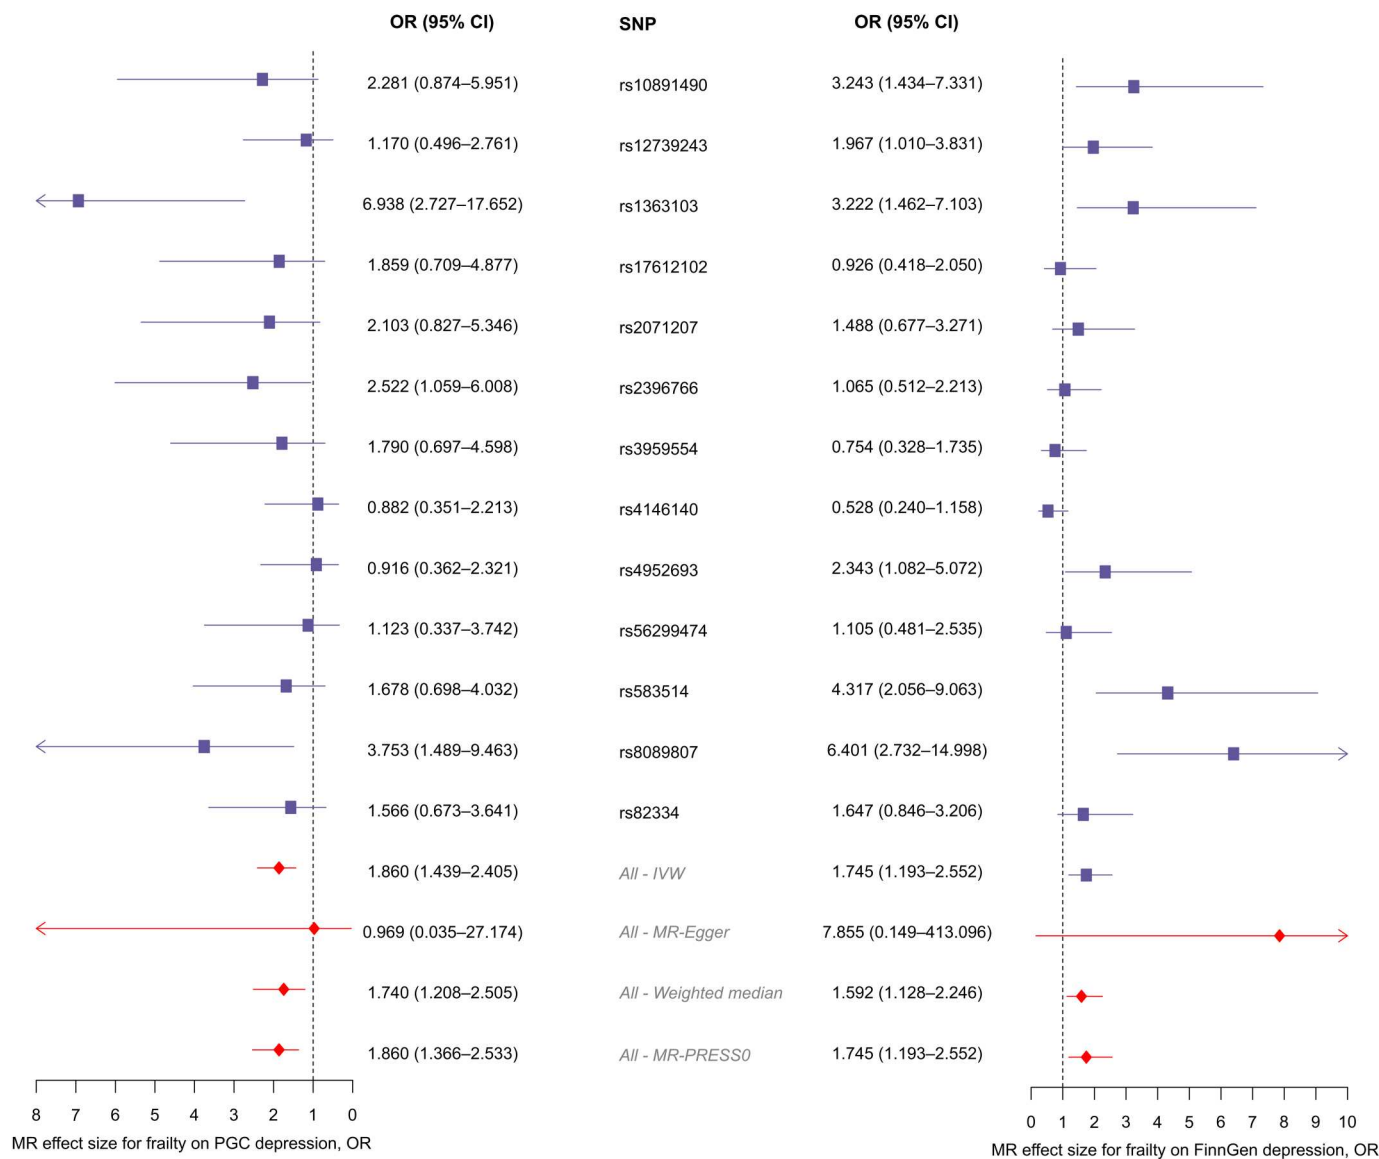 OR (95% CI) SNP OR (95% CI)
2.281 (0.874–5.951) rs10891490 3.243 (1.434–7.331)
1.170 (0.496–2.761) rs12739243 1.967 (1.010–3.831)
6.938 (2.727–17.652) rs1363103 3.222 (1.462–7.103)
1.859 (0.709–4.877) rs17612102 0.926 (0.418–2.050)
2.103 (0.827–5.346) rs2071207 1.488 (0.677–3.271)
2.522 (1.059–6.008) rs2396766 1.065 (0.512–2.213)
1.790 (0.697–4.598) rs3959554 0.754 (0.328–1.735)
0.882 (0.351–2.213) rs4146140 0.528 (0.240–1.158)
0.916 (0.362–2.321) rs4952693 2.343 (1.082–5.072)
1.123 (0.337–3.742) rs56299474 1.105 (0.481–2.535)
1.678 (0.698–4.032) rs583514 4.317 (2.056–9.063)
3.753 (1.489–9.463) rs8089807 6.401 (2.732–14.998)
1.566 (0.673–3.641) rs82334 1.647 (0.846–3.206)
1.860 (1.439–2.405) All - IVW 1.745 (1.193–2.552)
0.969 (0.035–27.174) All - MR-Egger 7.855 (0.149–413.096)
1.740 (1.208–2.505) All - Weighted median 1.592 (1.128–2.246)
1.860 (1.366–2.533) All - MR-PRESS0 1.745 (1.193–2.552)
8 7 6 5 4 3 2 1 0
MR effect size for frailty on PGC depression, OR
0 1 2 3 4 5 6 7 8 9 10
MR effect size for frailty on FinnGen depression, OR